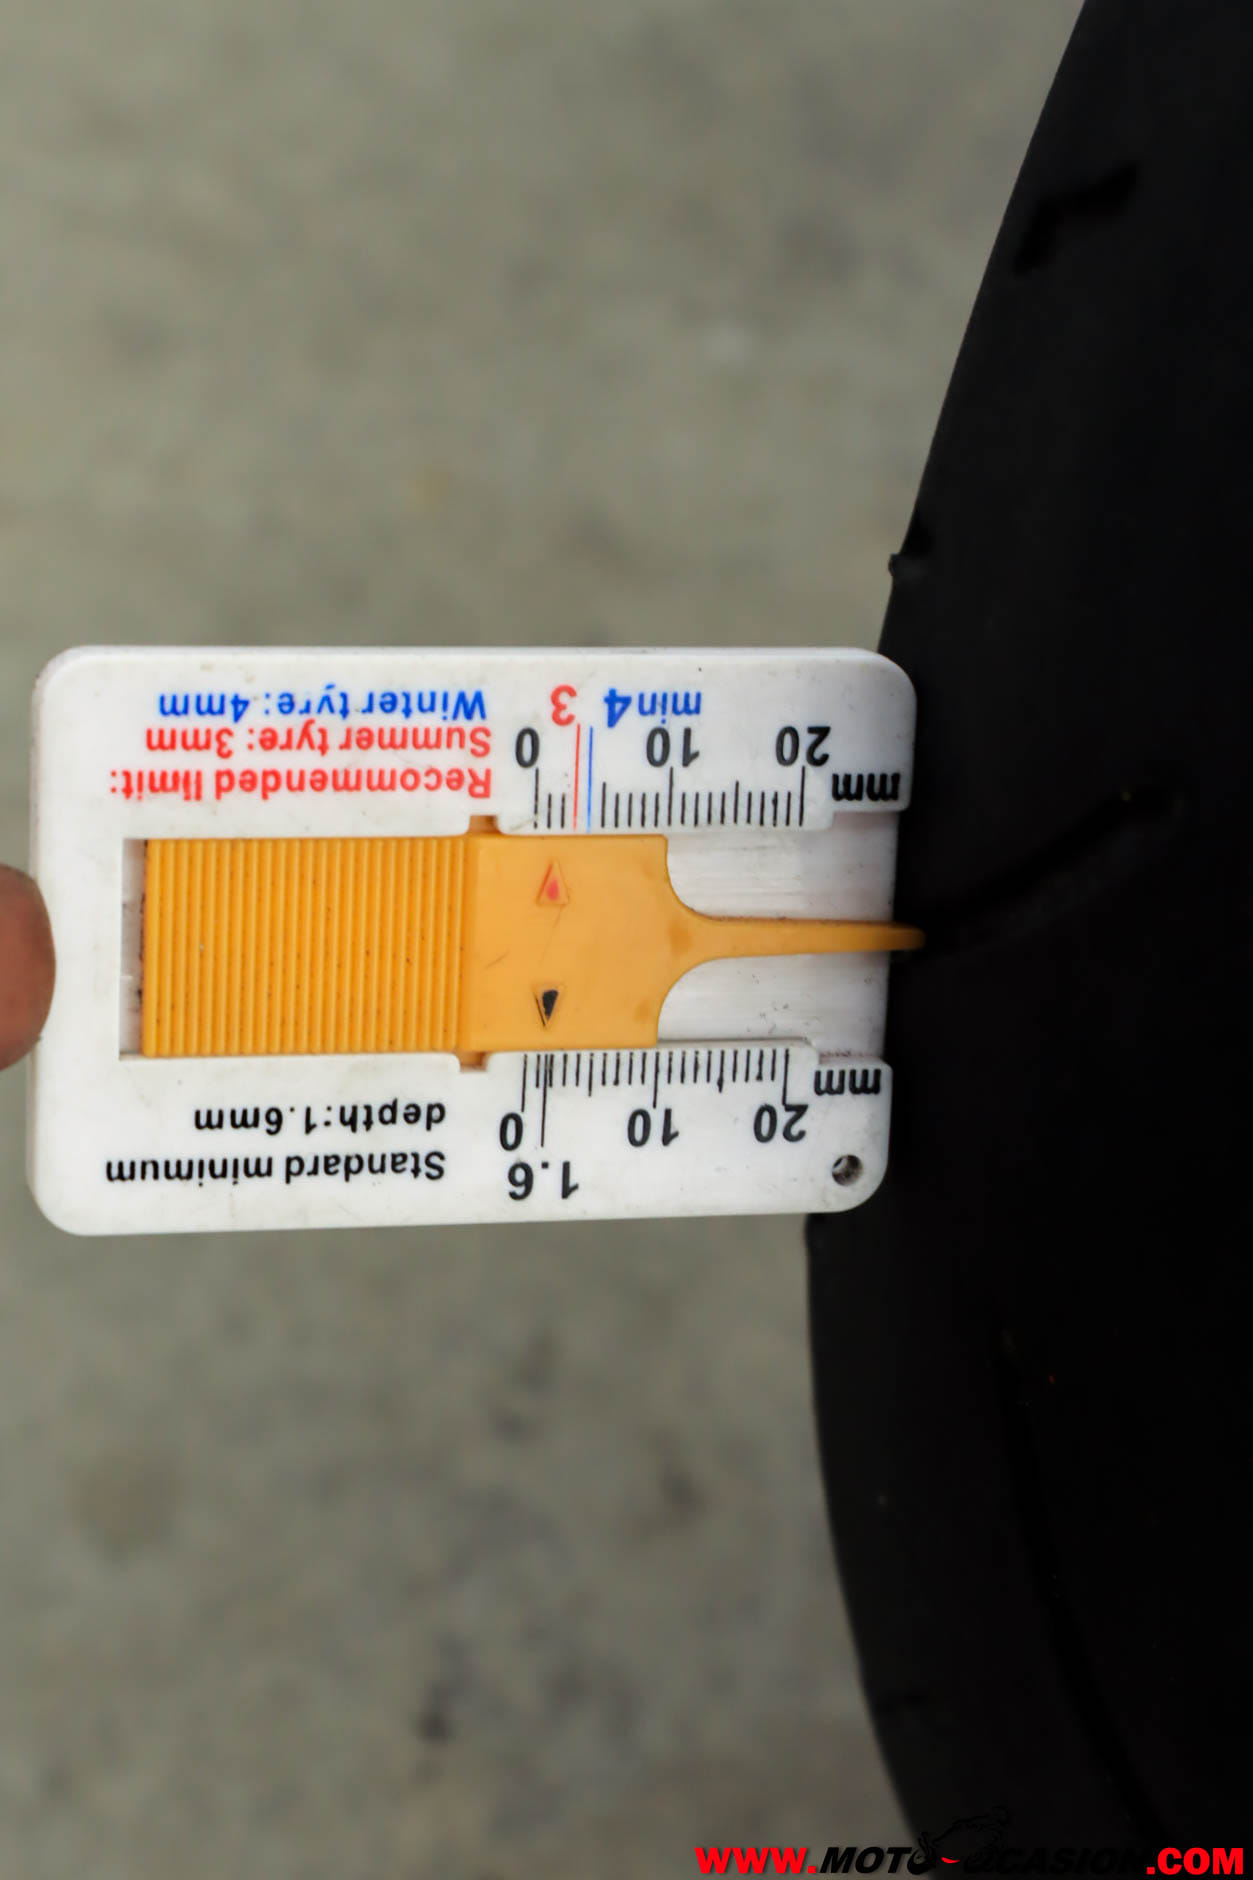 Standard minimum
depth:1.6mm
1.6
0 10 20
mm
mm
20 10 0
Recommended limit:
Summer tyre: 3mm
Winter tyre: 4mm
3
min4
WWW.MOTOOCASION.COM